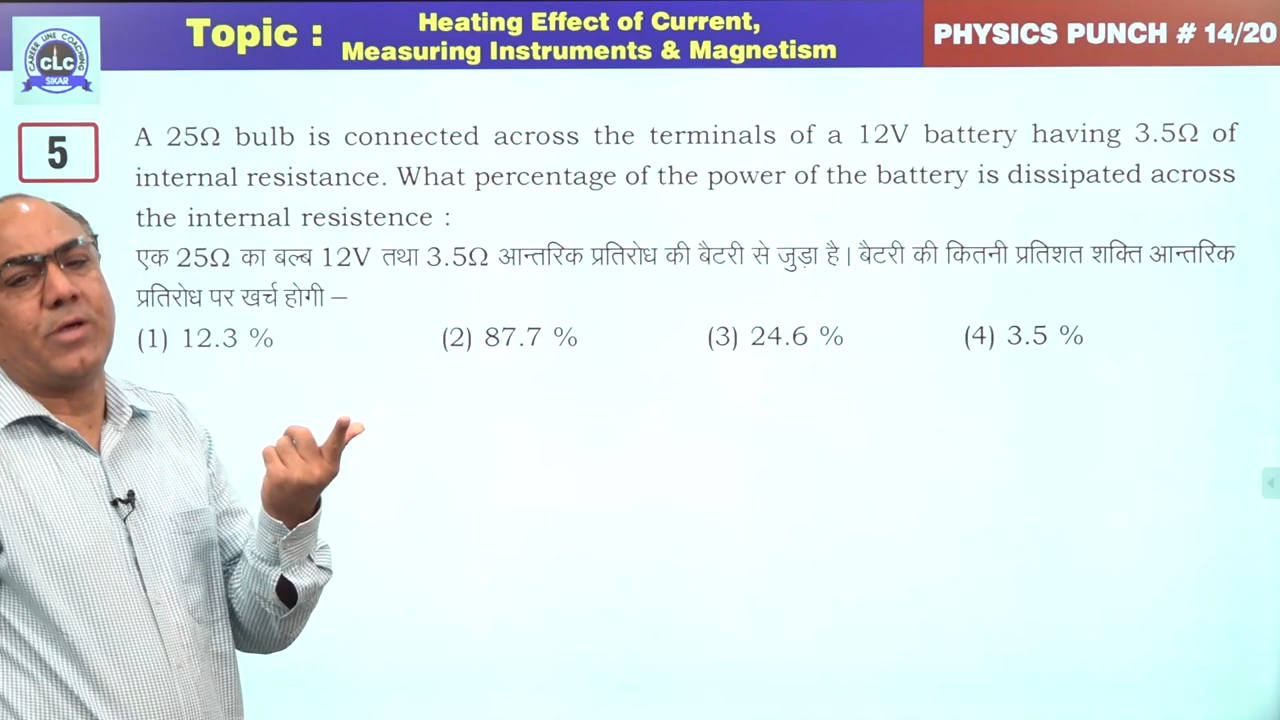 CAREER LINE COACHING
CLC
SIKAR
Topic :
Heating Effect of Current,
Measuring Instruments & Magnetism
PHYSICS PUNCH # 14/20
5
A 25Ω bulb is connected across the terminals of a 12V battery having 3.5Ω of
internal resistance. What percentage of the power of the battery is dissipated across
the internal resistence :
एक 25Ω का बल्ब 12V तथा 3.5Ω आन्तरिक प्रतिरोध की बैटरी से जुड़ा है। बैटरी की कितनी प्रतिशत शक्ति आन्तरिक
प्रतिरोध पर खर्च होगी –
(1) 12.3 % (2) 87.7 % (3) 24.6 % (4) 3.5 %